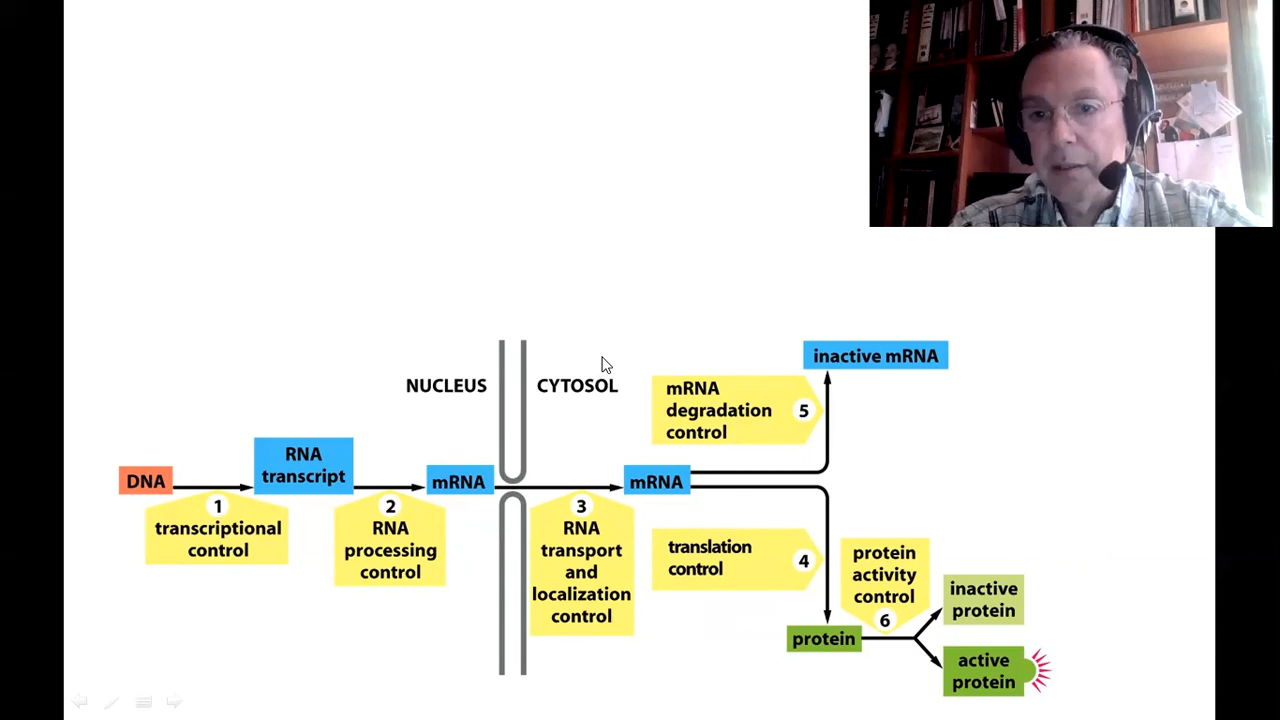 inactive mRNA
NUCLEUS
CYTOSOL
mRNA
degradation
control
5
RNA
transcript
DNA
mRNA
mRNA
1
transcriptional
control
2
RNA
processing
control
3
RNA
transport
and
localization
control
translation
control
4
protein
activity
control
6
inactive
protein
protein
active
protein